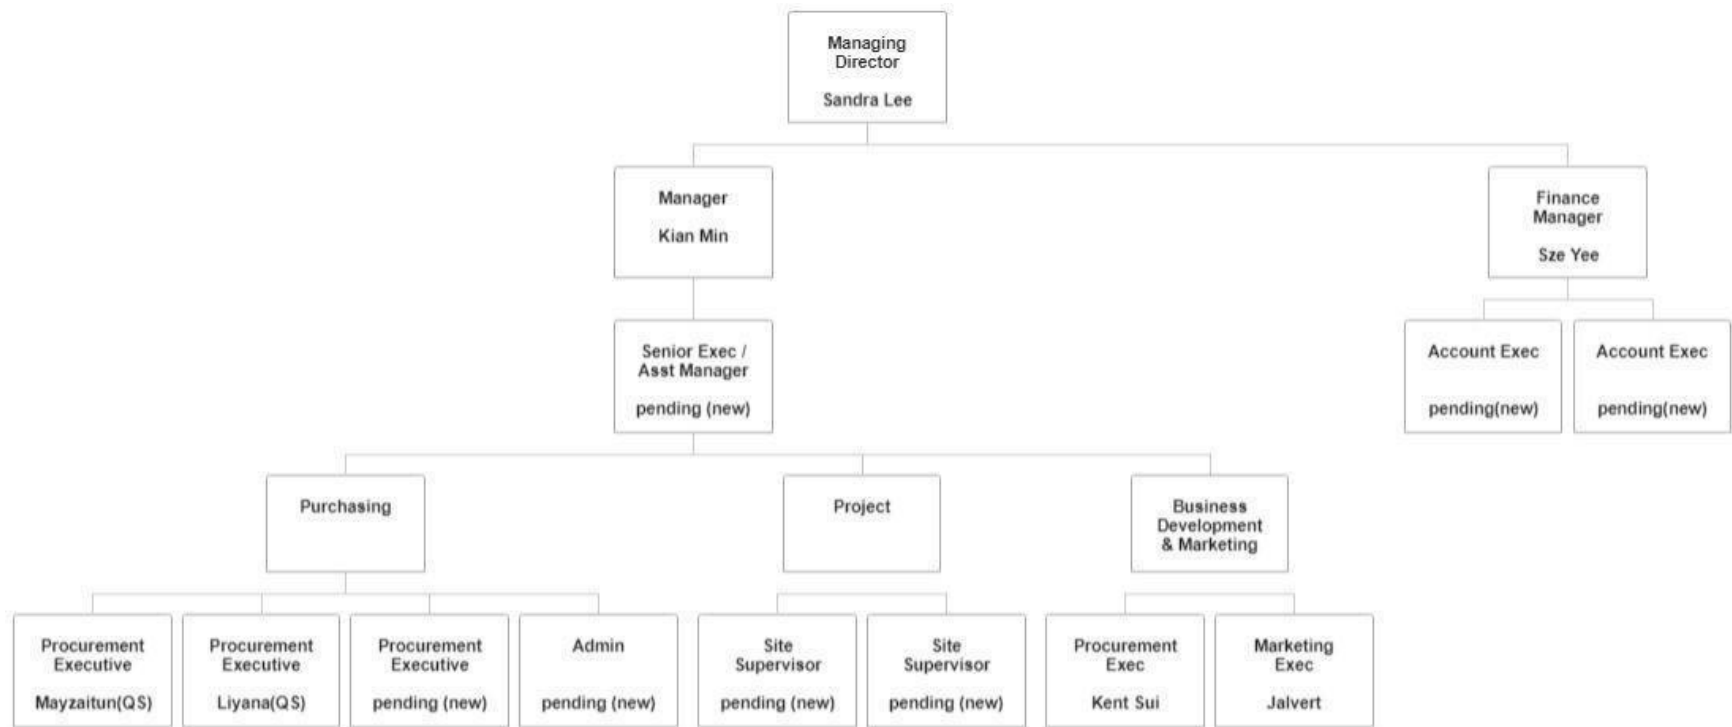 Managing
Director
Sandra Lee
Manager
Kian Min
Finance
Manager
Sze Yee
Senior Exec /
Asst Manager
pending (new)
Account Exec
pending(new)
Account Exec
pending(new)
Purchasing
Project
Business
Development
& Marketing
Procurement
Executive
Mayzaitun(QS)
Procurement
Executive
Liyana(QS)
Procurement
Executive
pending (new)
Admin
pending (new)
Site
Supervisor
pending (new)
Site
Supervisor
pending (new)
Procurement
Exec
Kent Sui
Marketing
Exec
Jalvert